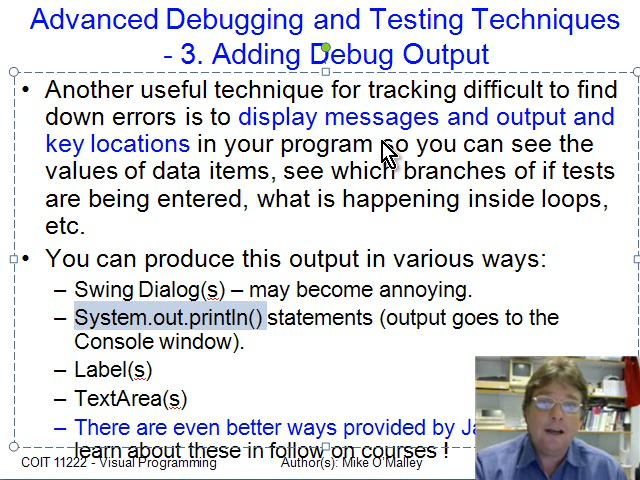 Advanced Debugging and Testing Techniques
- 3. Adding Debug Output
• Another useful technique for tracking difficult to find
down errors is to display messages and output and
key locations in your program so you can see the
values of data items, see which branches of if tests
are being entered, what is happening inside loops,
etc.
• You can produce this output in various ways:
– Swing Dialog(s) – may become annoying.
– System.out.println() statements (output goes to the
Console window).
– Label(s)
– TextArea(s)
– There are even better ways provided by
learn about these in follow on courses !
COIT 11222 - Visual Programming Author(s): Mike O'Malley